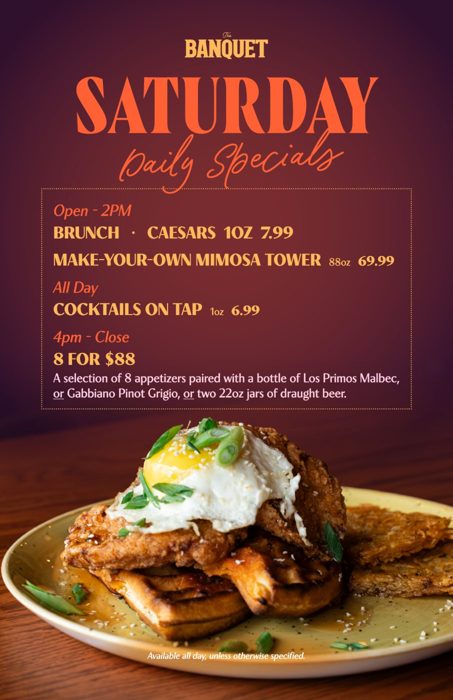 The
BANQUET
SATURDAY
Daily Specials
Open - 2PM
BRUNCH · CAESARS 1OZ 7.99
MAKE-YOUR-OWN MIMOSA TOWER 88oz 69.99
All Day
COCKTAILS ON TAP 1oz 6.99
4pm - Close
8 FOR $88
A selection of 8 appetizers paired with a bottle of Los Primos Malbec,
or Gabbiano Pinot Grigio, or two 22oz jars of draught beer.
Available all day, unless otherwise specified.